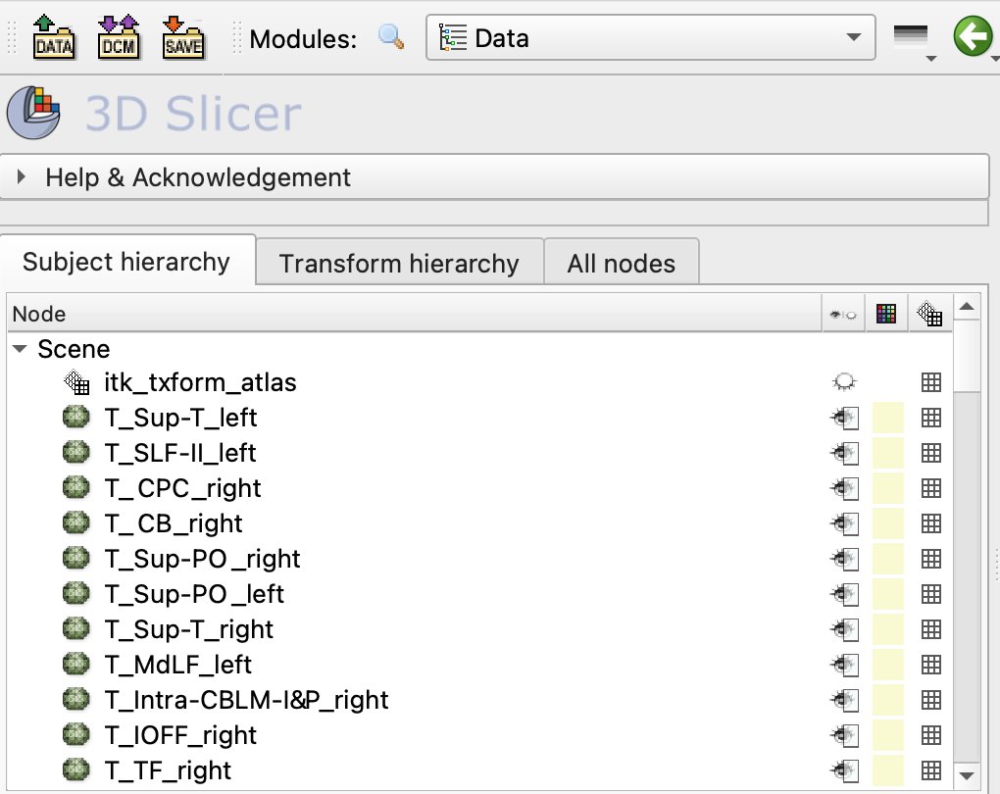 DATA DCM SAVE Modules: Data
3D Slicer
Help & Acknowledgement
Subject hierarchy Transform hierarchy All nodes
Node
Scene
itk_txform_atlas
T_Sup-T_left
T_SLF-II_left
T_CPC_right
T_CB_right
T_Sup-PO_right
T_Sup-PO_left
T_Sup-T_right
T_MdLF_left
T_Intra-CBLM-I&P_right
T_IOFF_right
T_TF_right